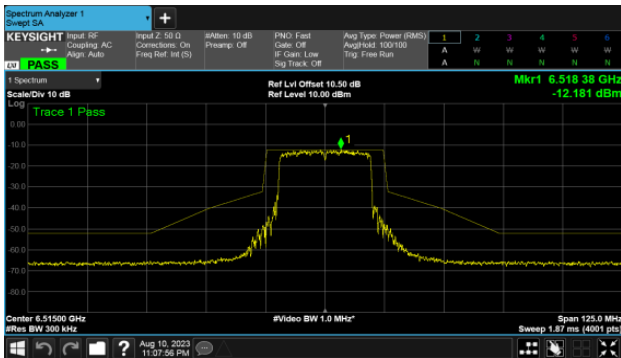 Spectrum Analyzer 1
Swept SA
KEYSIGHT Input: RF Input Z: 50 Ω #Atten: 10 dB PNO: Fast Avg Type: Power (RMS) 1 2 3 4 5 6
Coupling: AC Corrections: On Preamp: Off Gate: Off Avg|Hold: 100/100 A W W W W W
Align: Auto Freq Ref: Int (S) IF Gain: Low Trig: Free Run
LXI PASS Sig Track: Off A N N N N N
1 Spectrum Ref Lvl Offset 10.50 dB Mkr1 6.518 38 GHz
Scale/Div 10 dB Ref Level 10.00 dBm -12.181 dBm
Log
Trace 1 Pass
0.00
1
-10.0
-20.0
-30.0
-40.0
-50.0
-60.0
-70.0
-80.0
Center 6.51500 GHz #Video BW 1.0 MHz* Span 125.0 MHz
#Res BW 300 kHz Sweep 1.87 ms (4001 pts)
? Aug 10, 2023
11:07:56 PM